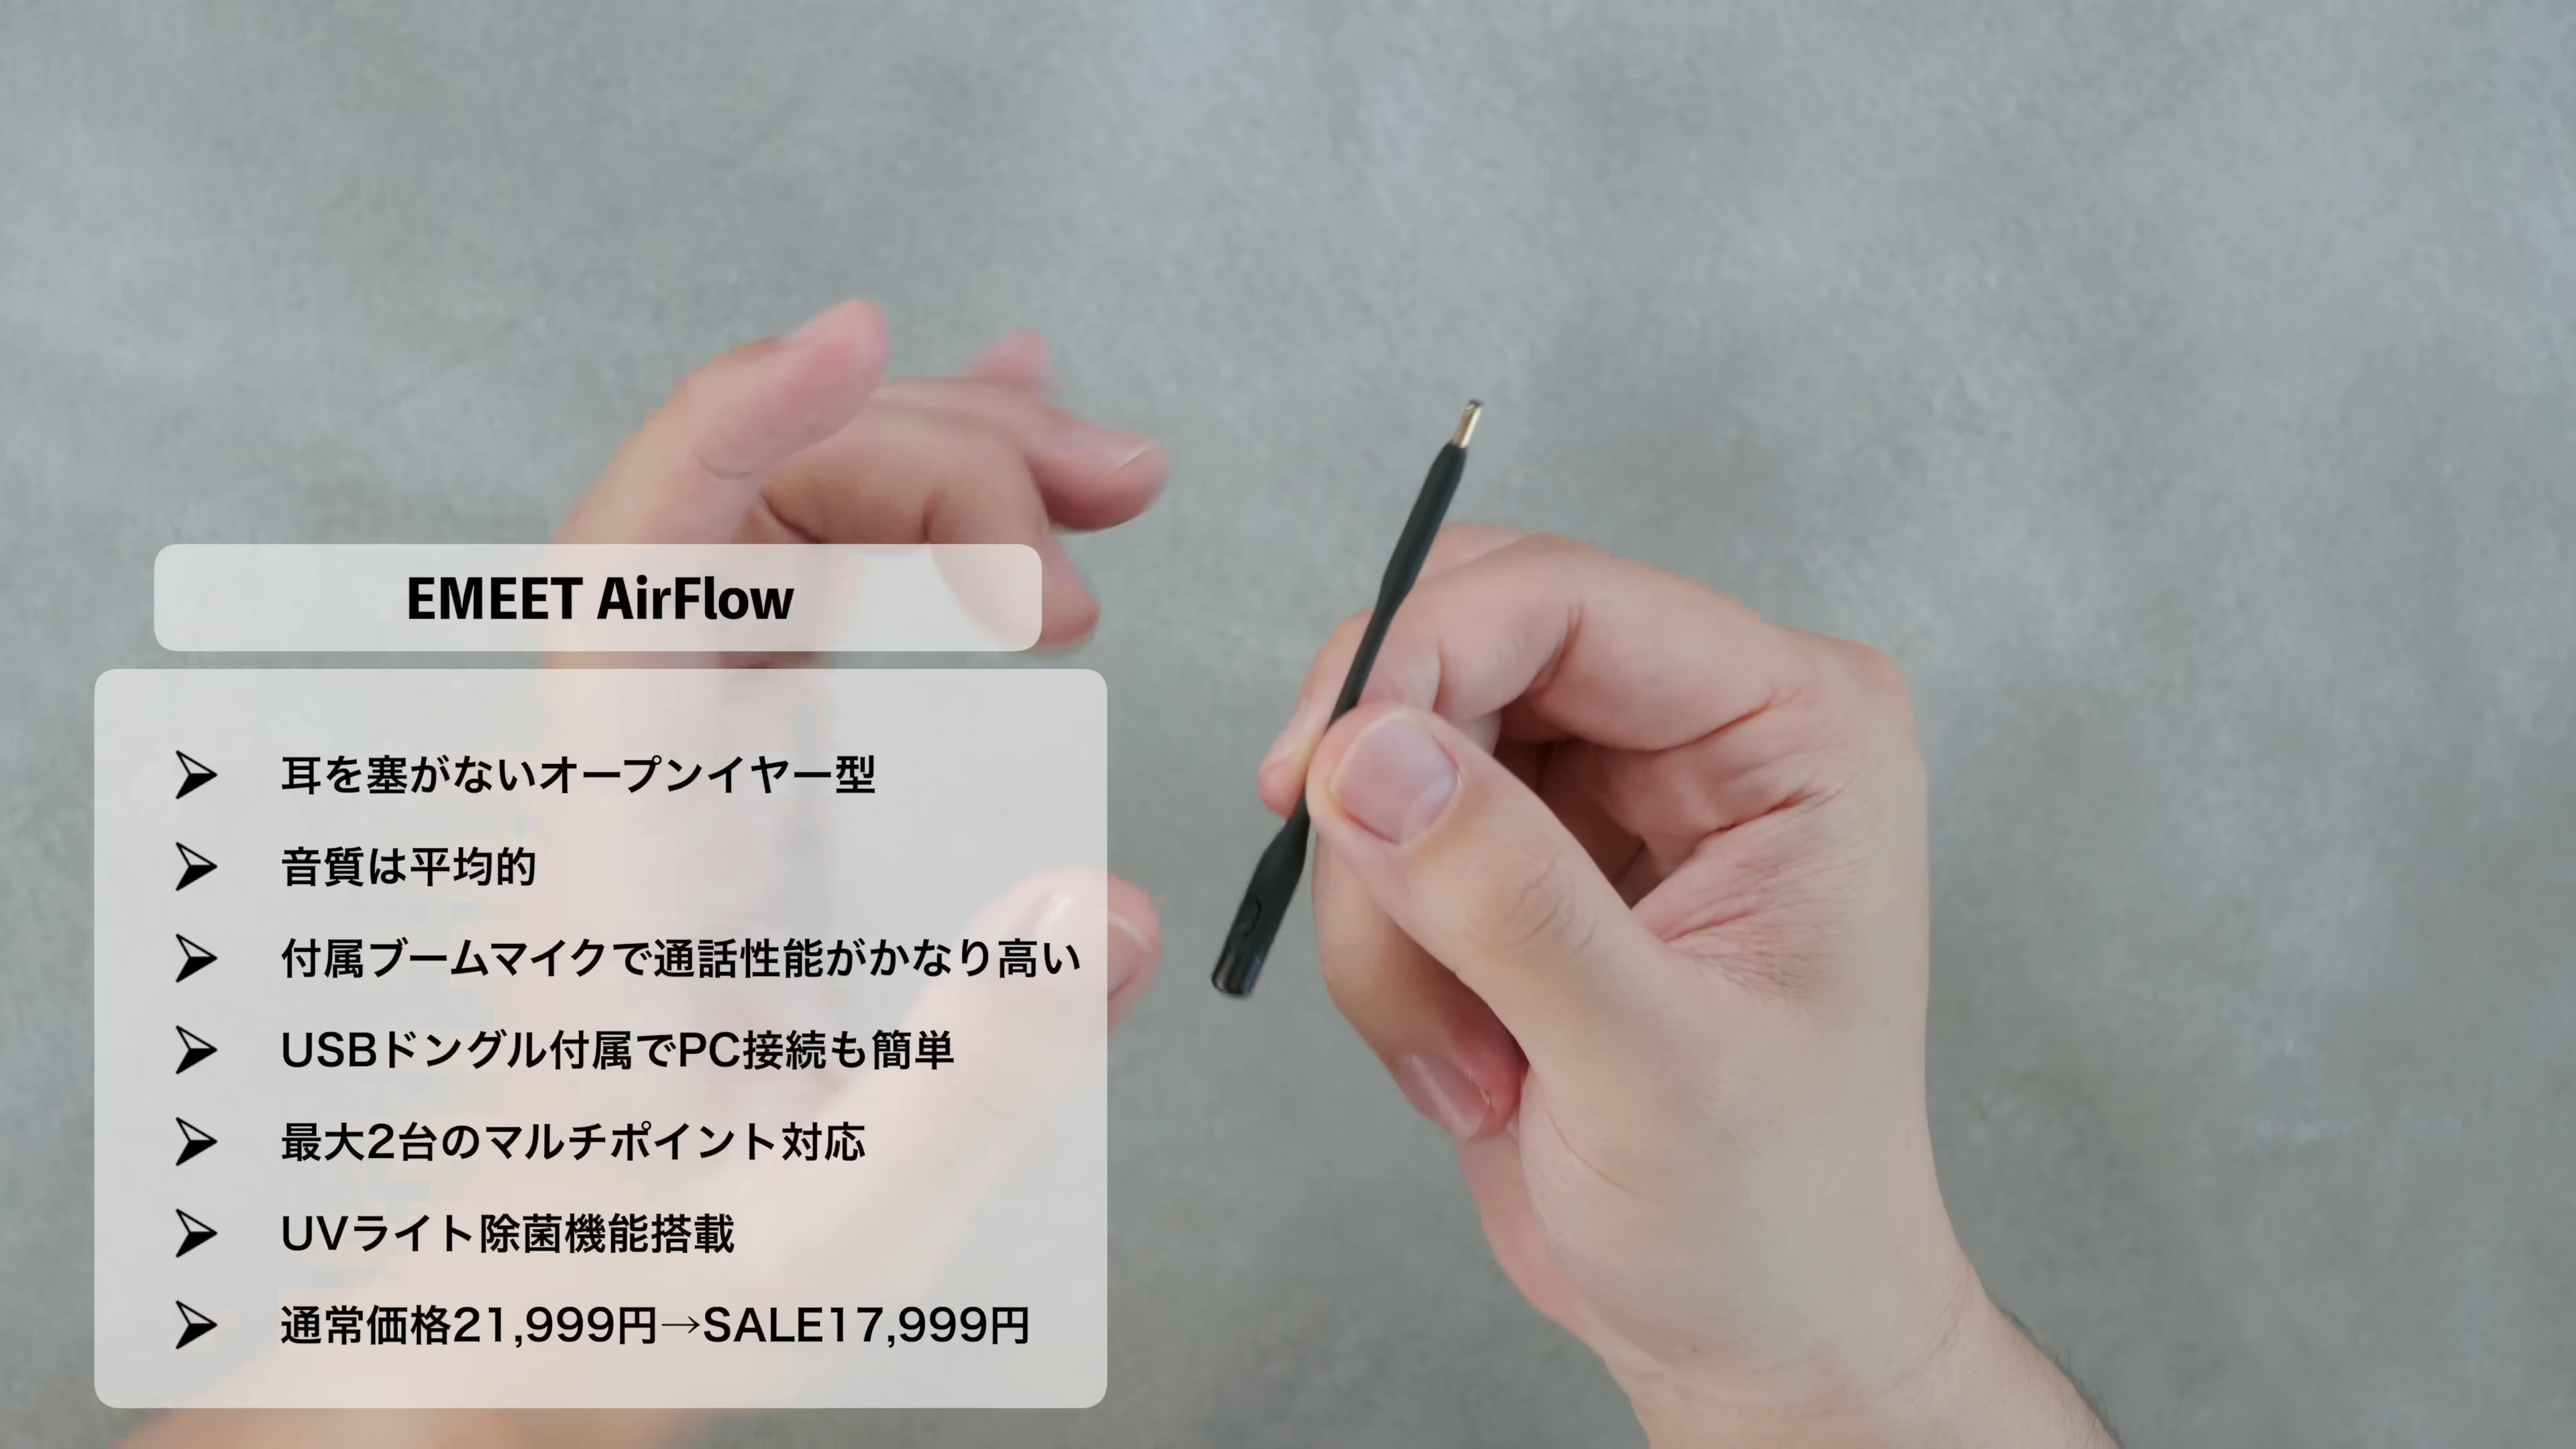 EMEET AirFlow
耳を塞がないオープンイヤー型
音質は平均的
付属ブームマイクで通話性能がかなり高い
USBドングル付属でPC接続も簡単
最大2台のマルチポイント対応
UVライト除菌機能搭載
通常価格21,999円→SALE17,999円